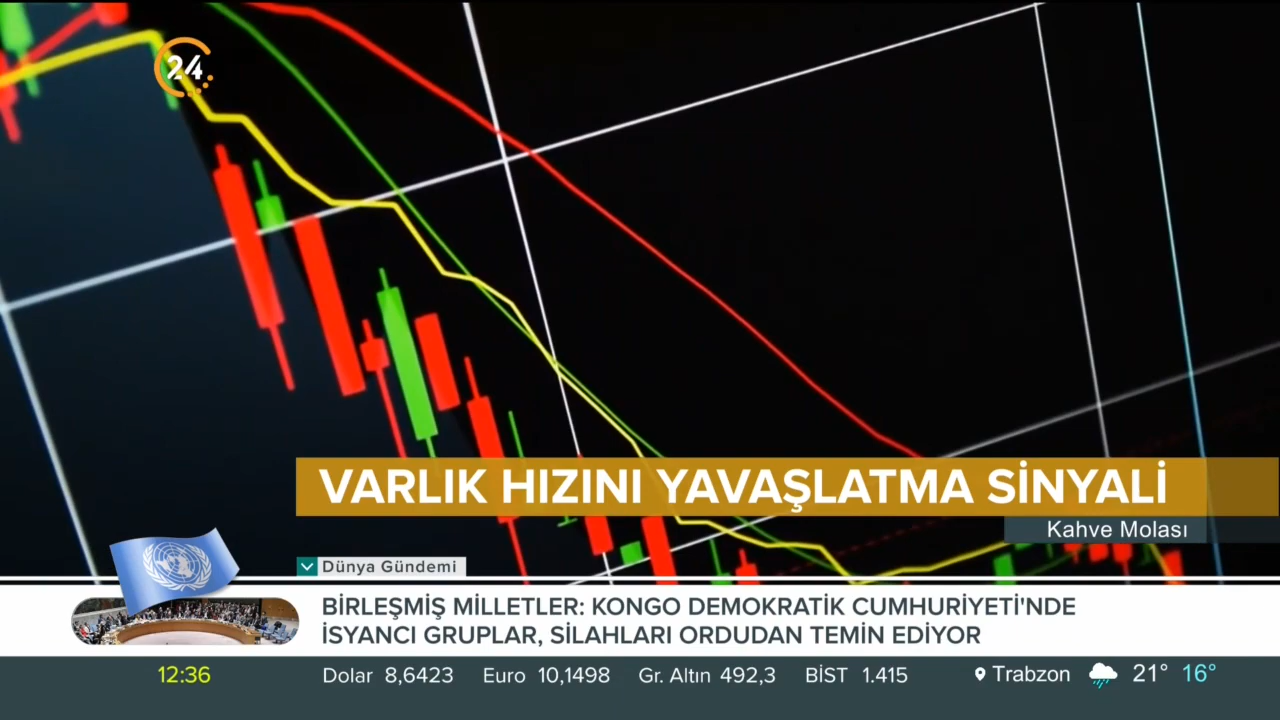 24
VARLIK HIZINI YAVAŞLATMA SİNYALİ
Kahve Molası
Dünya Gündemi
BİRLEŞMİŞ MİLLETLER: KONGO DEMOKRATİK CUMHURİYETİ'NDE
İSYANCI GRUPLAR, SİLAHLARI ORDUDAN TEMİN EDİYOR
12:36 Dolar 8,6423 Euro 10,1498 Gr. Altın 492,3 BİST 1.415 Trabzon 21° 16°